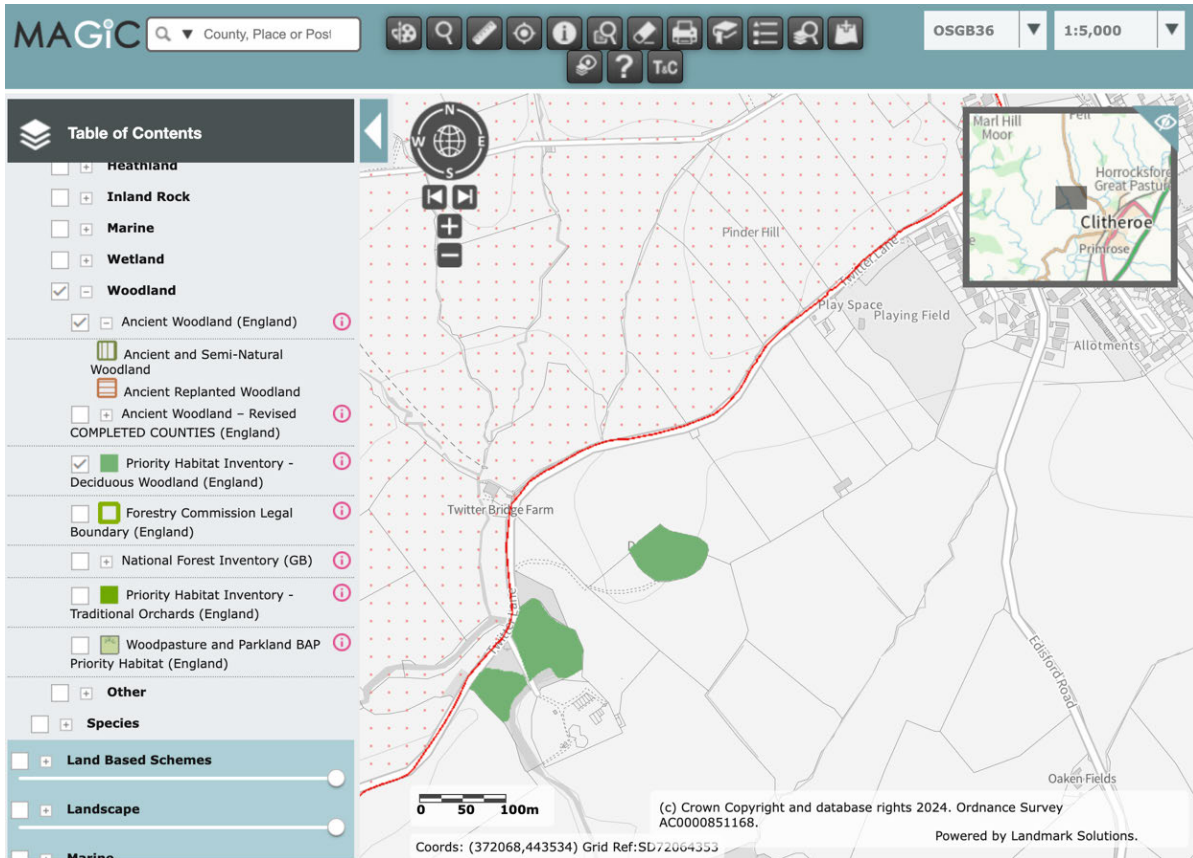 MAGiC
County, Place or Post
T&C
OSGB36
1:5,000
Table of Contents
Heathland
Inland Rock
Marine
Wetland
Woodland
Ancient Woodland (England)
Ancient and Semi-Natural
Woodland
Ancient Replanted Woodland
Ancient Woodland – Revised
COMPLETED COUNTIES (England)
Priority Habitat Inventory -
Deciduous Woodland (England)
Forestry Commission Legal
Boundary (England)
National Forest Inventory (GB)
Priority Habitat Inventory -
Traditional Orchards (England)
Woodpasture and Parkland BAP
Priority Habitat (England)
Other
Species
Land Based Schemes
Landscape
Marine
N
W
E
S
Pinder Hill
Twitter Lane
Play Space
Playing Field
Allotments
Twitter Bridge Farm
Twitter Lane
Edisford Road
Oaken Fields
Marl Hill
Moor
Fell
Horrocksford
Great Pasture
Clitheroe
Primrose
0 50 100m
(c) Crown Copyright and database rights 2024. Ordnance Survey
AC0000851168.
Powered by Landmark Solutions.
Coords: (372068,443534) Grid Ref:SD72064353